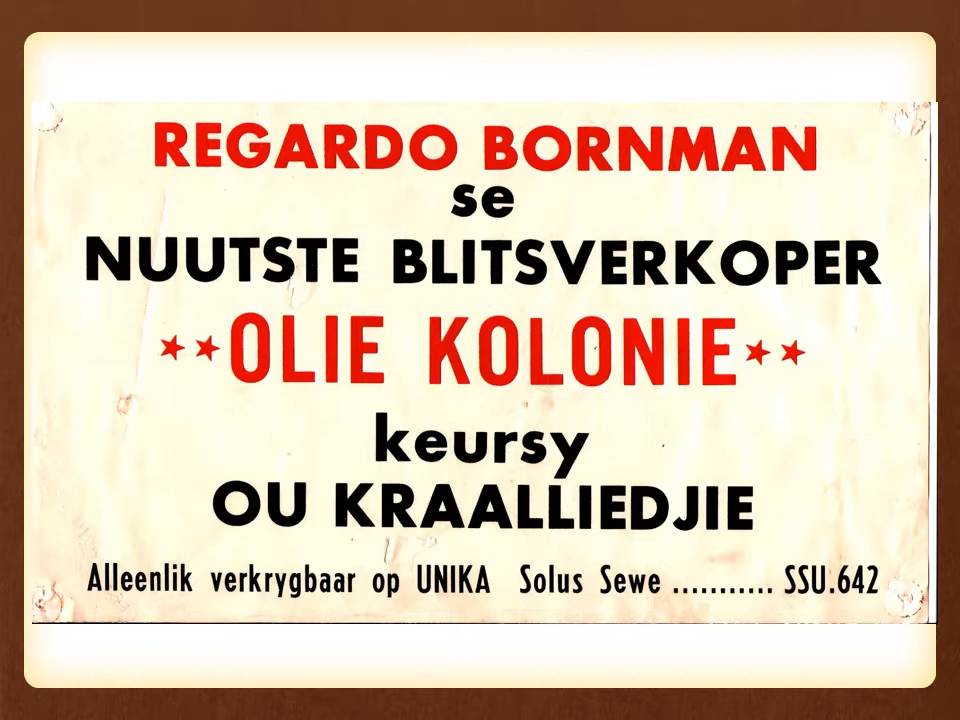 REGARDO BORNMAN
se
NUUTSTE BLITSVERKOPER
**OLIE KOLONIE**
keursy
OU KRAALLIEDJIE
Alleenlik verkrygbaar op UNIKA Solus Sewe ........... SSU.642